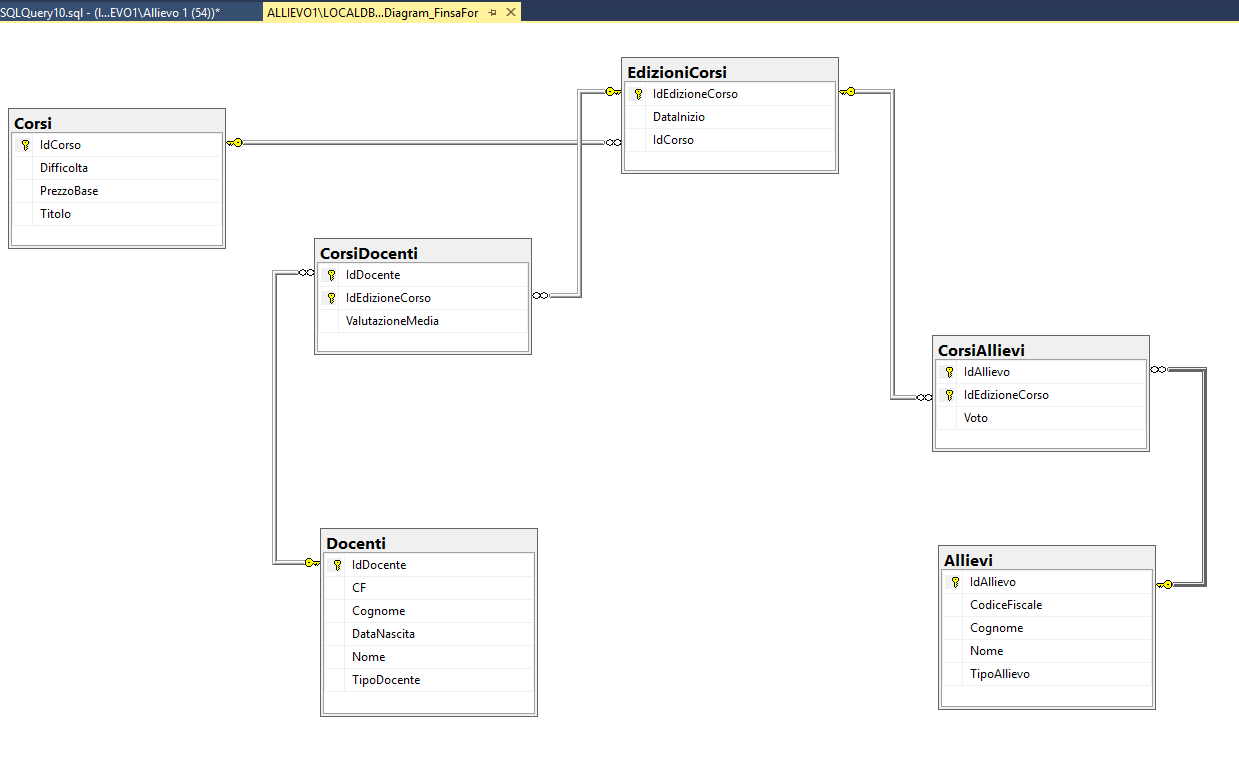 SQLQuery10.sql - (l...EVO1\Allievo 1 (54))*
ALLIEVO1\LOCALDB...Diagram_FinsaFor
Corsi
IdCorso
Difficolta
PrezzoBase
Titolo
EdizioniCorsi
IdEdizioneCorso
DataInizio
IdCorso
CorsiDocenti
IdDocente
IdEdizioneCorso
ValutazioneMedia
CorsiAllievi
IdAllievo
IdEdizioneCorso
Voto
Docenti
IdDocente
CF
Cognome
DataNascita
Nome
TipoDocente
Allievi
IdAllievo
CodiceFiscale
Cognome
Nome
TipoAllievo